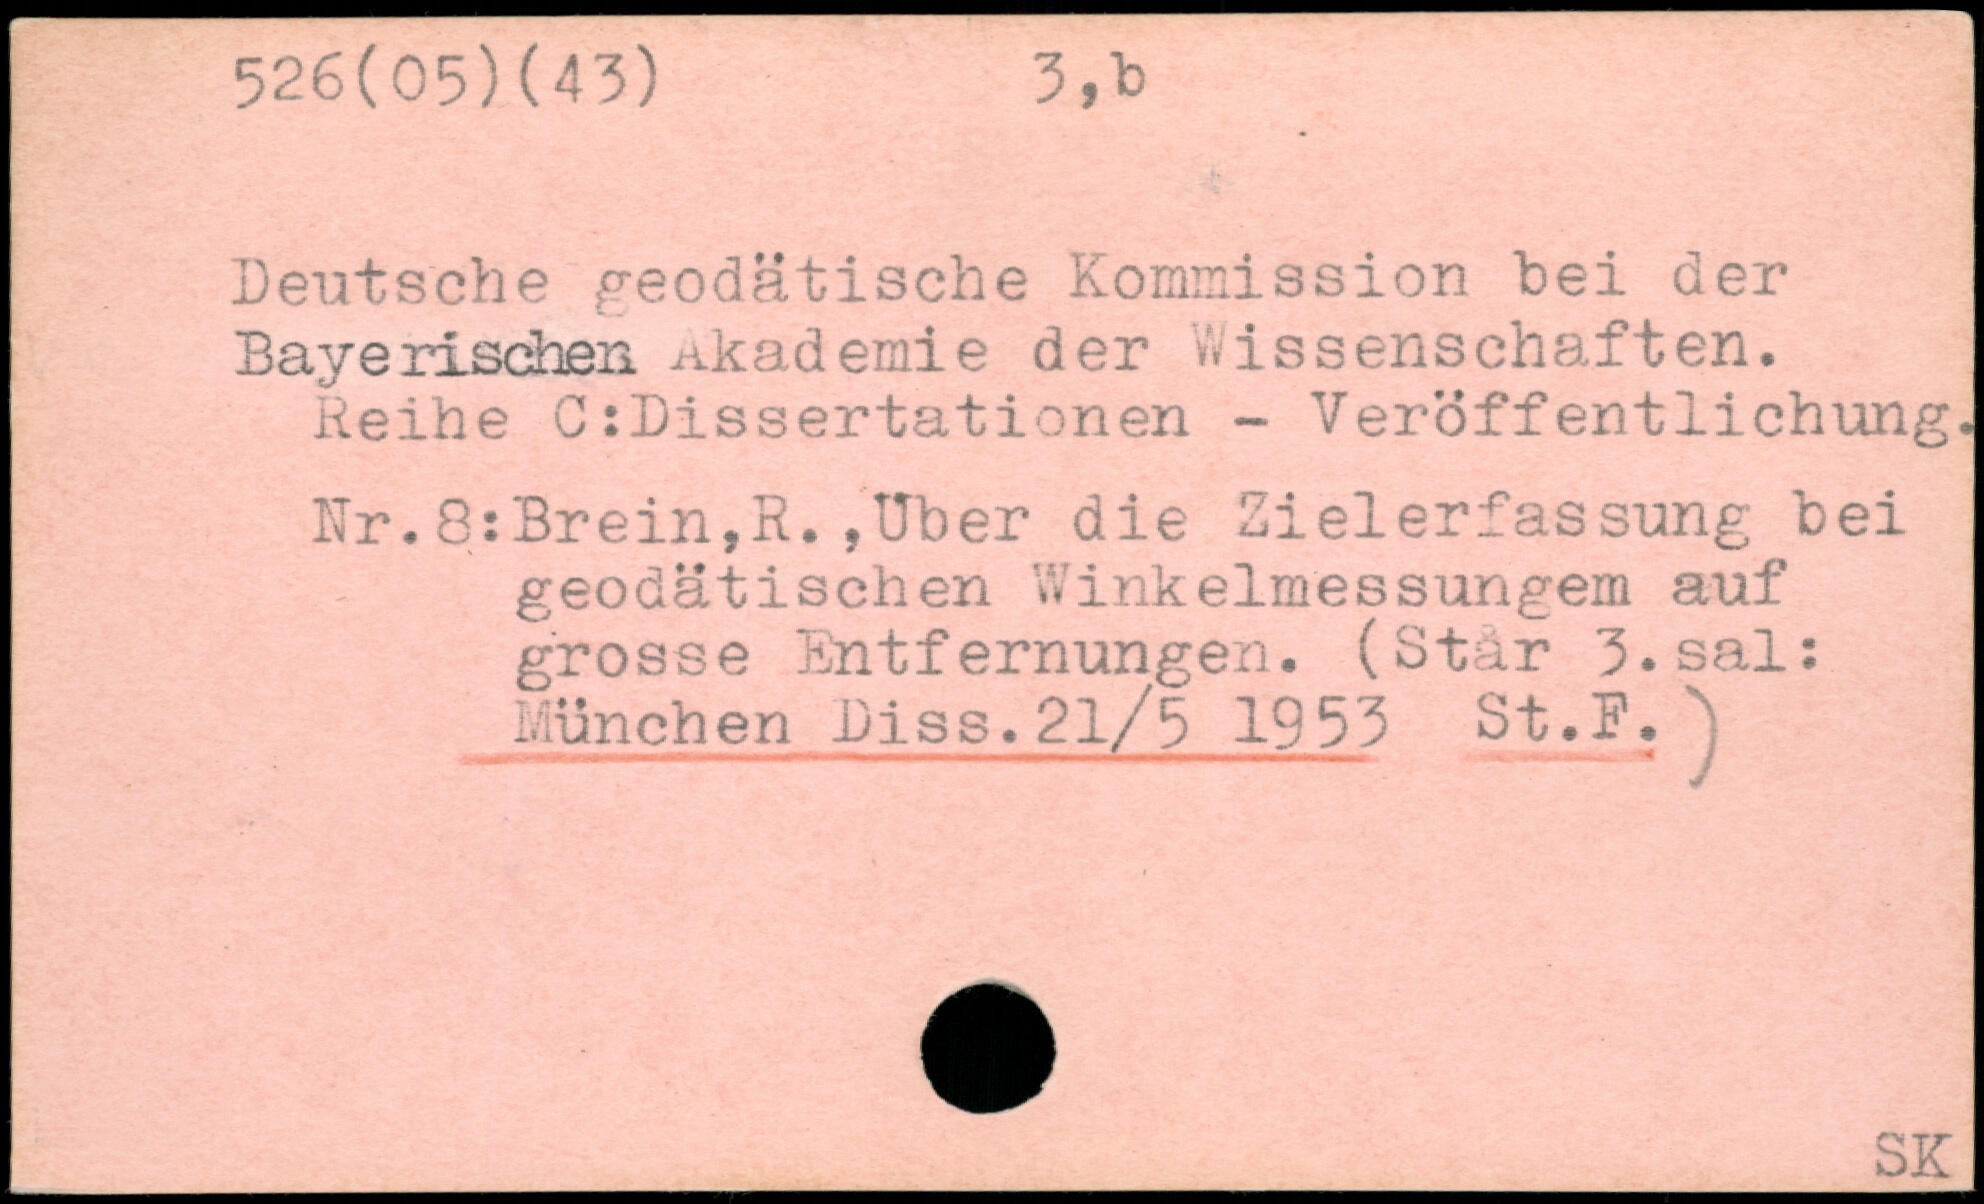 526(05)(43) 3,b
Deutsche geodätische Kommission bei der
Bayerischen Akademie der Wissenschaften.
Reihe C:Dissertationen - Veröffentlichung.
Nr.8:Brein,R.,Über die Zielerfassung bei
geodätischen Winkelmessungem auf
grosse Entfernungen. (Står 3.sal:
München Diss.21/5 1953 St.F.)
SK